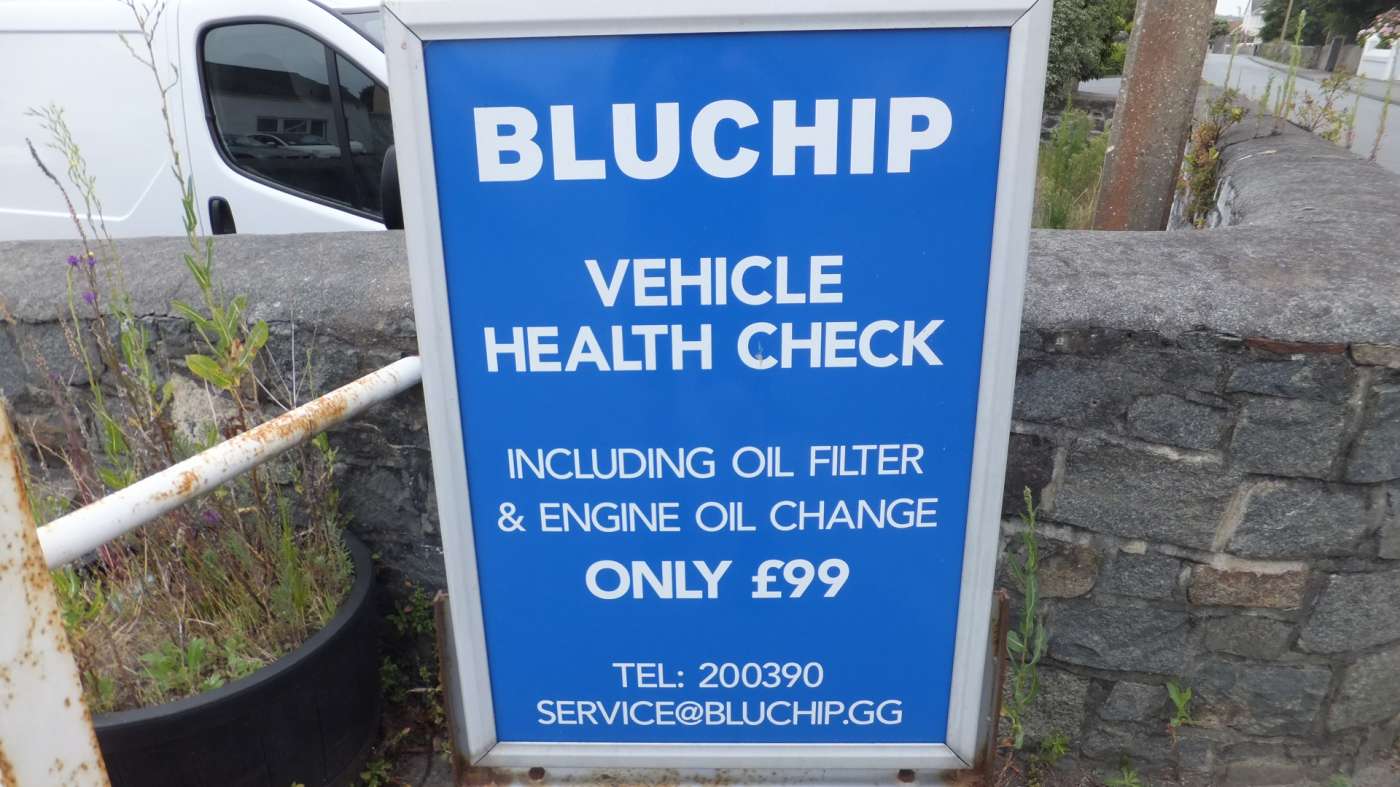 BLUCHIP
VEHICLE
HEALTH CHECK
INCLUDING OIL FILTER
& ENGINE OIL CHANGE
ONLY £99
TEL: 200390
SERVICE@BLUCHIP.GG